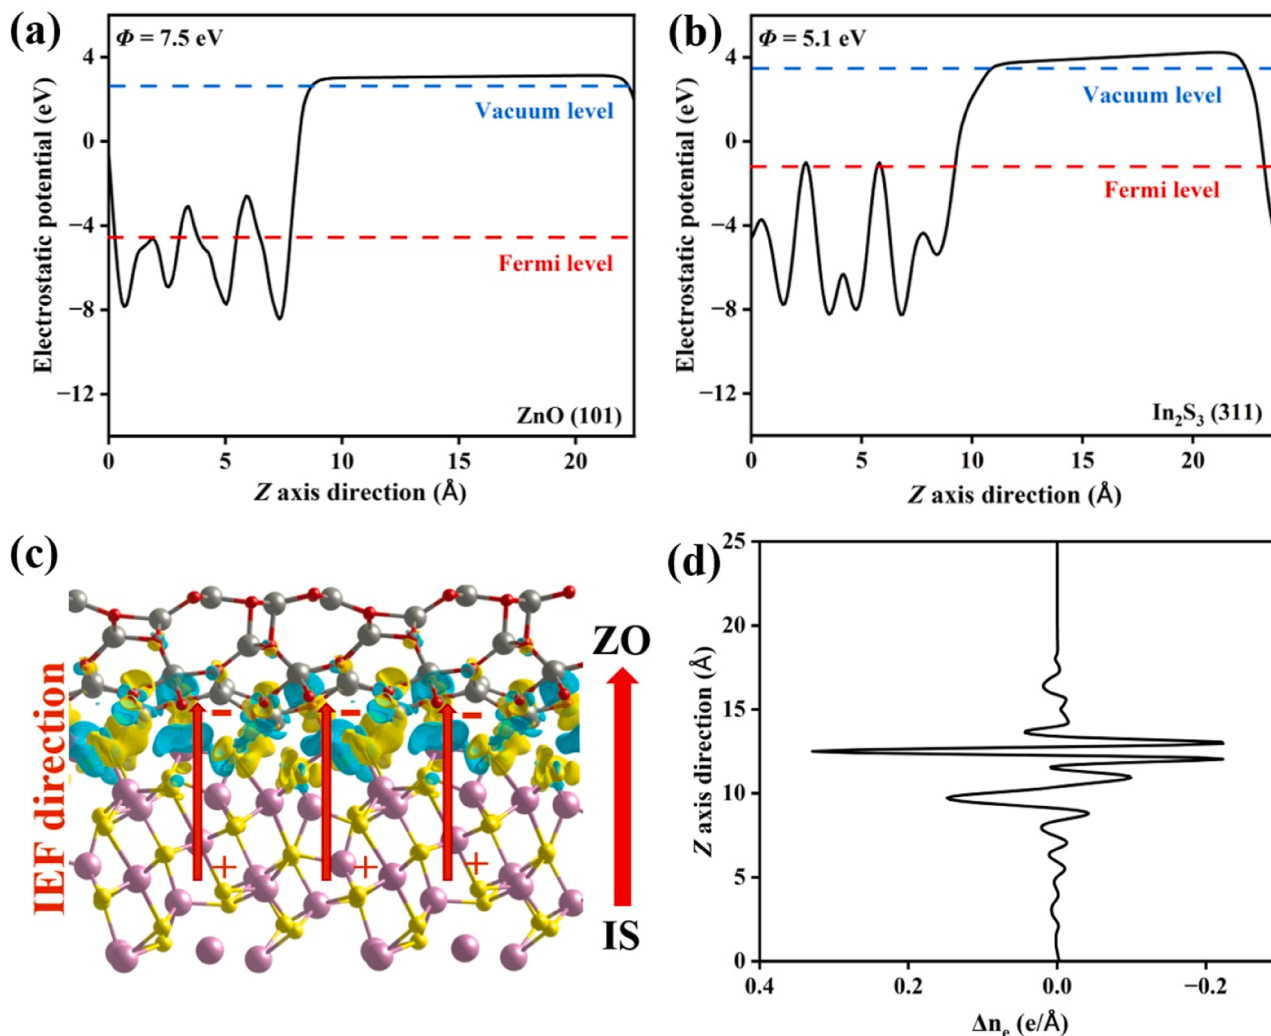 (a)
Φ = 7.5 eV
Electrostatic potential (eV)
4
0
−4
−8
−12
Vacuum level
Fermi level
ZnO (101)
0 5 10 15 20
Z axis direction (Å)
(b)
Φ = 5.1 eV
Electrostatic potential (eV)
4
0
−4
−8
−12
Vacuum level
Fermi level
In₂S₃ (311)
0 5 10 15 20
Z axis direction (Å)
(c)
IEF direction
− − −
+ + +
ZO
IS
(d)
Z axis direction (Å)
25
20
15
10
5
0
0.4 0.2 0.0 −0.2
Δnₑ (e/Å)